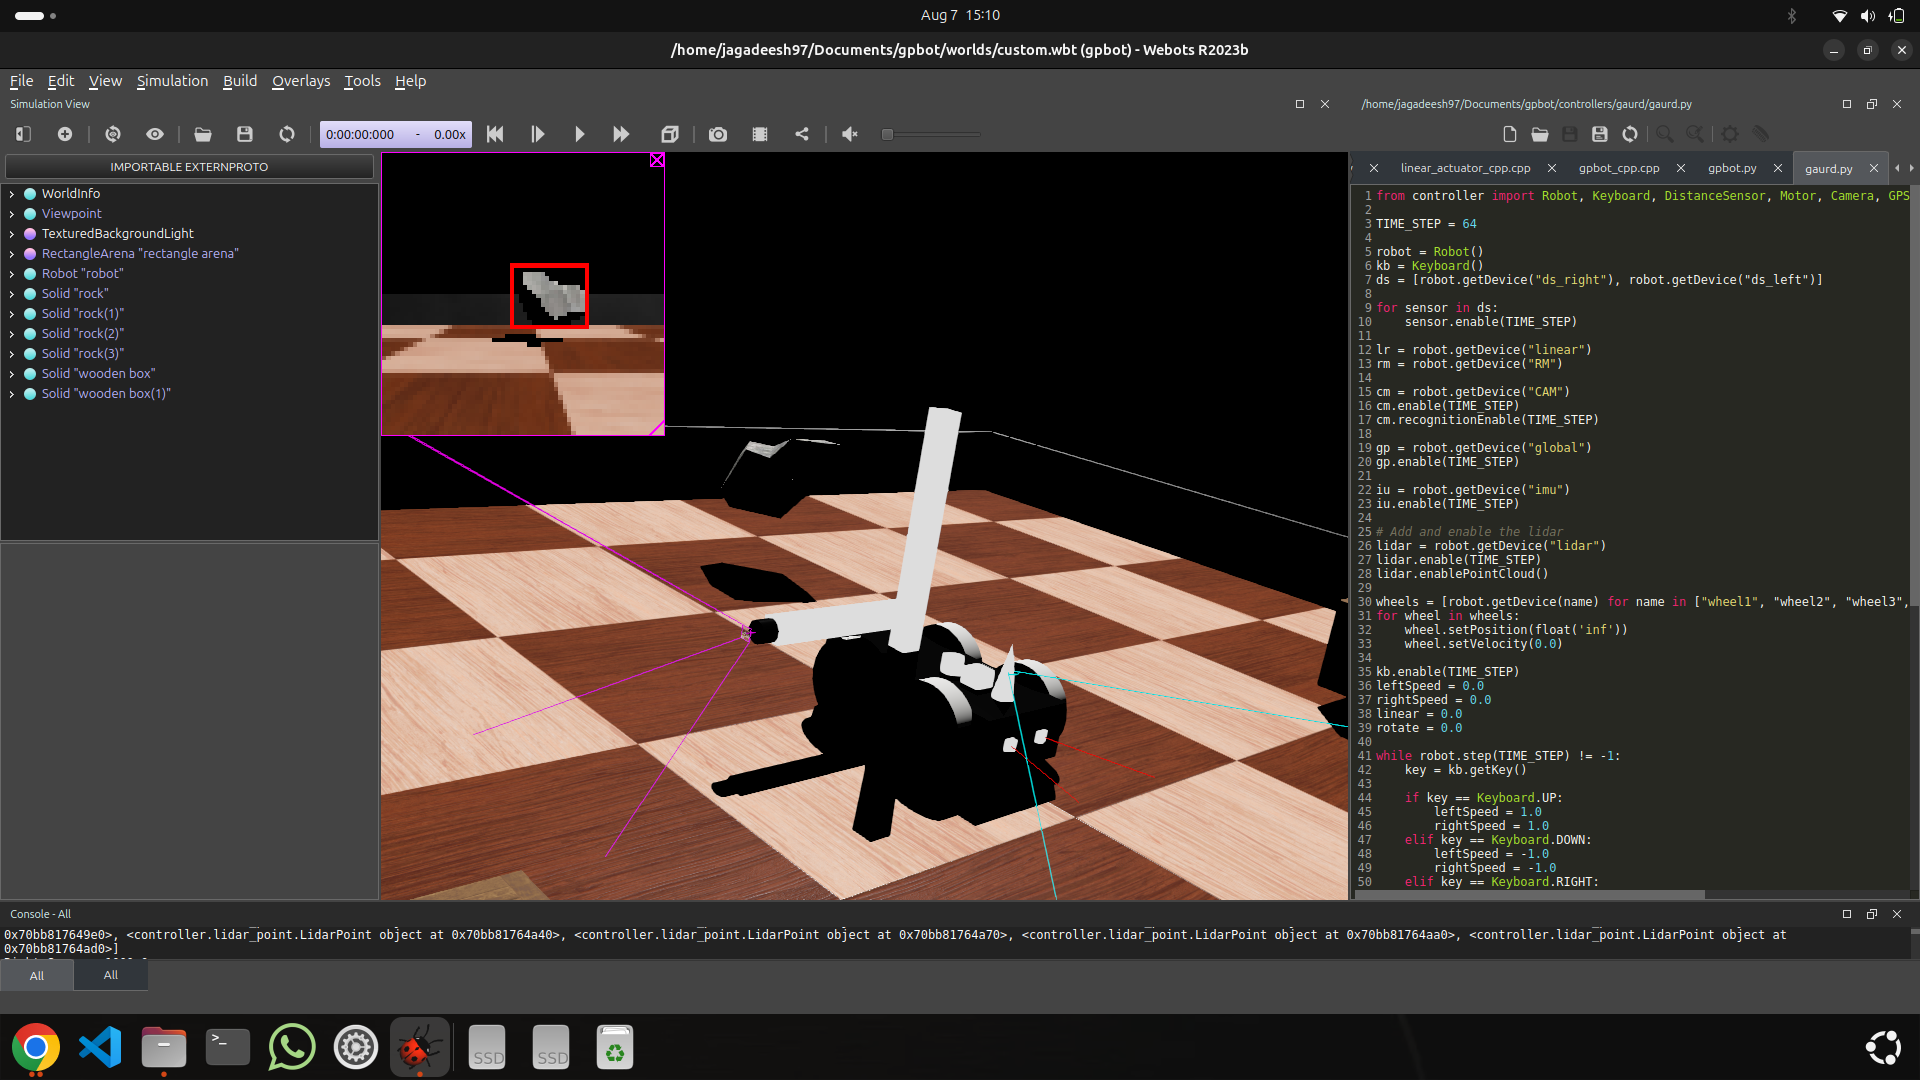 Aug 7 15:10
/home/jagadeesh97/Documents/gpbot/worlds/custom.wbt (gpbot) - Webots R2023b
File Edit View Simulation Build Overlays Tools Help
Simulation View
0:00:00:000 - 0.00x
IMPORTABLE EXTERNPROTO
WorldInfo
Viewpoint
TexturedBackgroundLight
RectangleArena "rectangle arena"
Robot "robot"
Solid "rock"
Solid "rock(1)"
Solid "rock(2)"
Solid "rock(3)"
Solid "wooden box"
Solid "wooden box(1)"
/home/jagadeesh97/Documents/gpbot/controllers/gaurd/gaurd.py
linear_actuator_cpp.cpp gpbot_cpp.cpp gpbot.py gaurd.py
1 from controller import Robot, Keyboard, DistanceSensor, Motor, Camera, GPS
2
3 TIME_STEP = 64
4
5 robot = Robot()
6 kb = Keyboard()
7 ds = [robot.getDevice("ds_right"), robot.getDevice("ds_left")]
8
9 for sensor in ds:
10     sensor.enable(TIME_STEP)
11
12 lr = robot.getDevice("linear")
13 rm = robot.getDevice("RM")
14
15 cm = robot.getDevice("CAM")
16 cm.enable(TIME_STEP)
17 cm.recognitionEnable(TIME_STEP)
18
19 gp = robot.getDevice("global")
20 gp.enable(TIME_STEP)
21
22 iu = robot.getDevice("imu")
23 iu.enable(TIME_STEP)
24
25 # Add and enable the lidar
26 lidar = robot.getDevice("lidar")
27 lidar.enable(TIME_STEP)
28 lidar.enablePointCloud()
29
30 wheels = [robot.getDevice(name) for name in ["wheel1", "wheel2", "wheel3",
31 for wheel in wheels:
32     wheel.setPosition(float('inf'))
33     wheel.setVelocity(0.0)
34
35 kb.enable(TIME_STEP)
36 leftSpeed = 0.0
37 rightSpeed = 0.0
38 linear = 0.0
39 rotate = 0.0
40
41 while robot.step(TIME_STEP) != -1:
42     key = kb.getKey()
43
44     if key == Keyboard.UP:
45         leftSpeed = 1.0
46         rightSpeed = 1.0
47     elif key == Keyboard.DOWN:
48         leftSpeed = -1.0
49         rightSpeed = -1.0
50     elif key == Keyboard.RIGHT:
Console - All
0x70bb817649e0>, <controller.lidar_point.LidarPoint object at 0x70bb81764a40>, <controller.lidar_point.LidarPoint object at 0x70bb81764a70>, <controller.lidar_point.LidarPoint object at 0x70bb81764aa0>, <controller.lidar_point.LidarPoint object at
0x70bb81764ad0>]
All All
SSD SSD